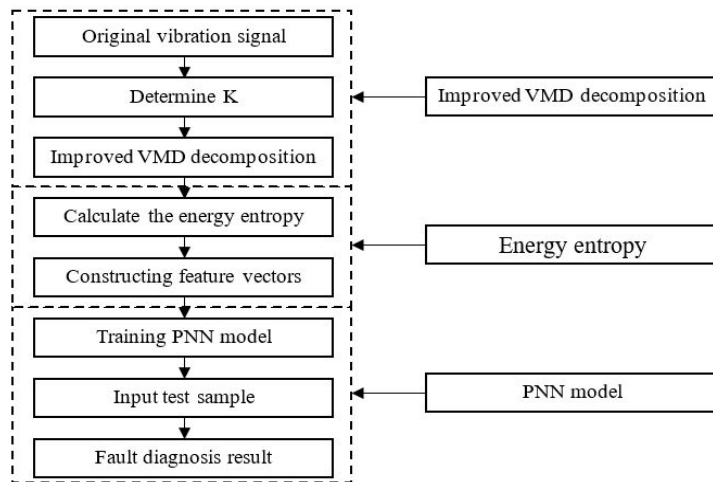 Original vibration signal
Determine K
Improved VMD decomposition
Improved VMD decomposition
Calculate the energy entropy
Energy entropy
Constructing feature vectors
Training PNN model
Input test sample
PNN model
Fault diagnosis result